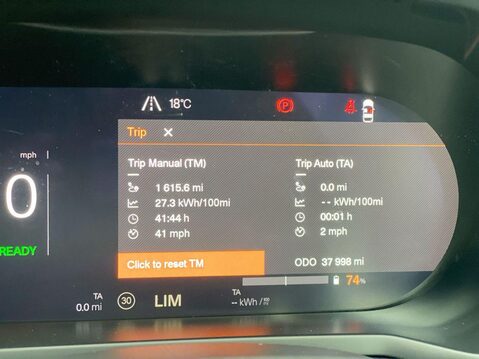 18°C
Trip ×
mph
0
READY
Trip Manual (TM)
1 615.6 mi
27.3 kWh/100mi
41:44 h
41 mph
Click to reset TM
Trip Auto (TA)
0.0 mi
-- kWh/100mi
00:01 h
2 mph
ODO 37 998 mi
74%
TA
0.0 mi
30
LIM
TA
-- kWh /